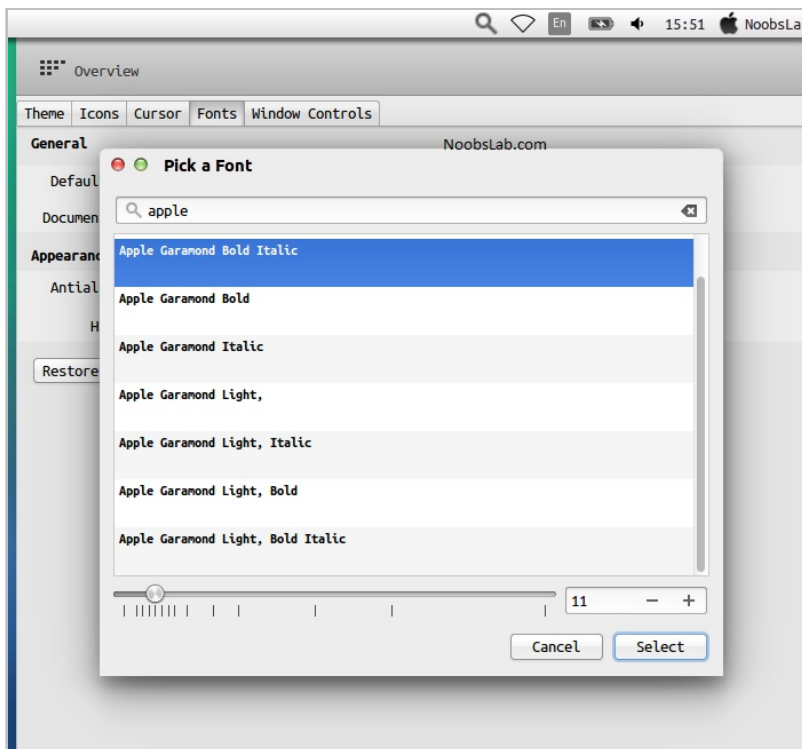 En 15:51 NoobsLa
Overview
Theme Icons Cursor Fonts Window Controls
General
NoobsLab.com
Pick a Font
Defaul
apple
Documen
Apple Garamond Bold Italic
Appearanc
Antial
Apple Garamond Bold
H
Apple Garamond Italic
Restore
Apple Garamond Light,
Apple Garamond Light, Italic
Apple Garamond Light, Bold
Apple Garamond Light, Bold Italic
11 − +
Cancel Select